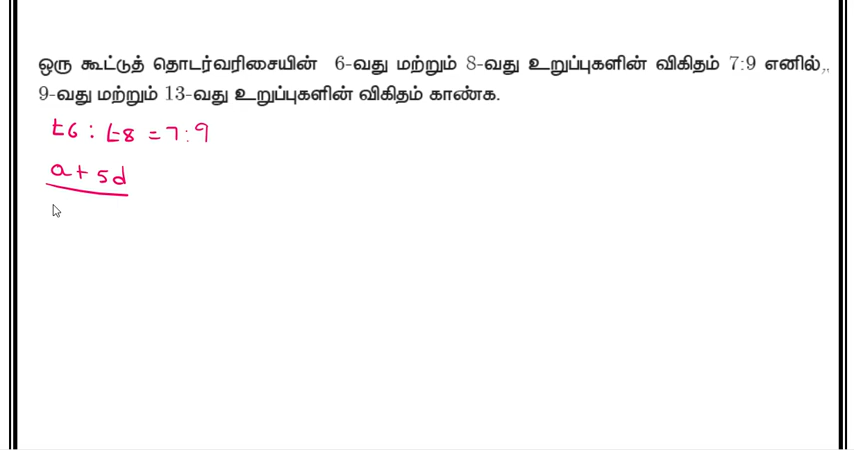 ஒரு கூட்டுத் தொடர்வரிசையின் 6-வது மற்றும் 8-வது உறுப்புகளின் விகிதம் 7:9 எனில்,,
9-வது மற்றும் 13-வது உறுப்புகளின் விகிதம் காண்க.
t6 : t8 = 7:9
a+5d